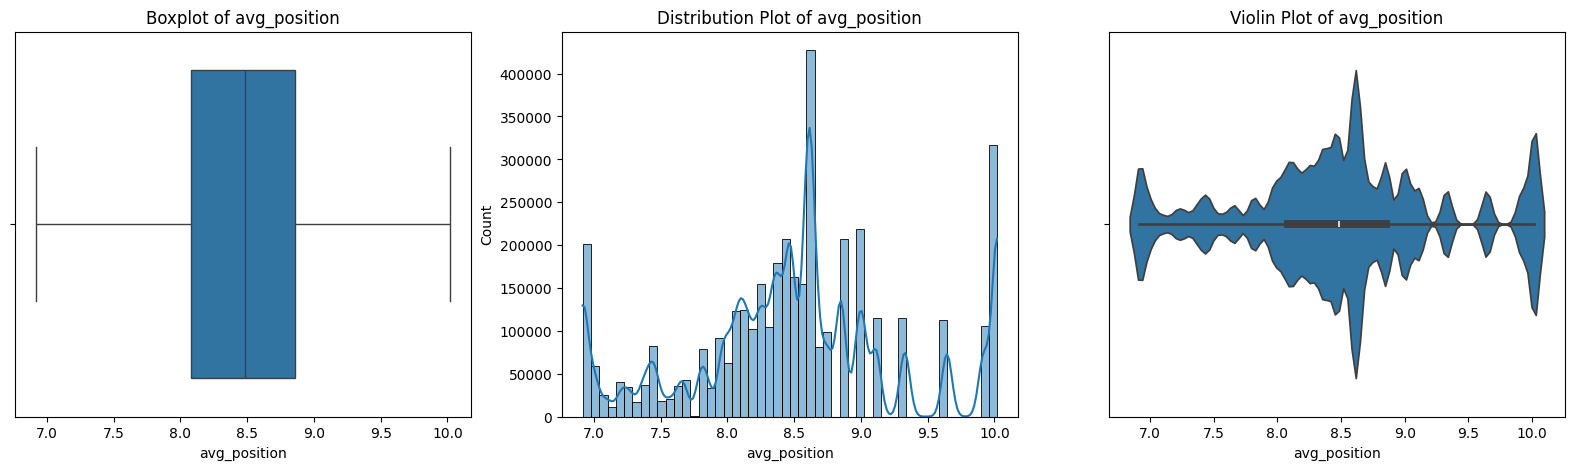 Boxplot of avg_position
7.0 7.5 8.0 8.5 9.0 9.5 10.0
avg_position
Distribution Plot of avg_position
Count
400000
350000
300000
250000
200000
150000
100000
50000
0
7.0 7.5 8.0 8.5 9.0 9.5 10.0
avg_position
Violin Plot of avg_position
7.0 7.5 8.0 8.5 9.0 9.5 10.0
avg_position